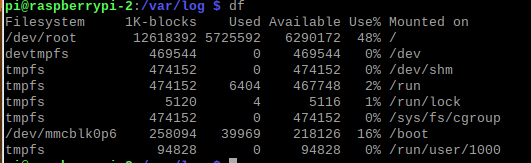 pi@raspberrypi-2:/var/log $ df
Filesystem     1K-blocks    Used Available Use% Mounted on
/dev/root       12618392 5725592   6290172  48% /
devtmpfs          469544       0    469544   0% /dev
tmpfs             474152       0    474152   0% /dev/shm
tmpfs             474152    6404    467748   2% /run
tmpfs               5120       4      5116   1% /run/lock
tmpfs             474152       0    474152   0% /sys/fs/cgroup
/dev/mmcblk0p6    258094   39969    218126  16% /boot
tmpfs              94828       0     94828   0% /run/user/1000
pi@raspberrypi-2:/var/log $